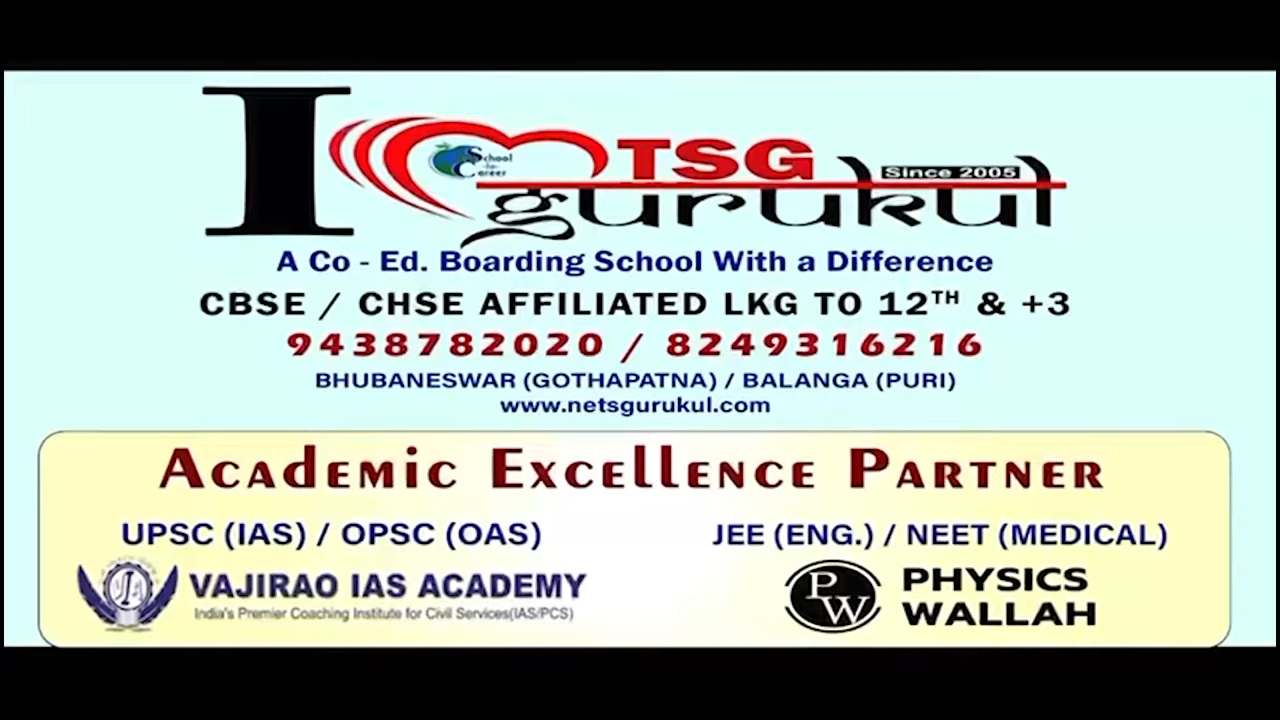 I TSG
School
to
Career
Since 2005
gurukul
A Co - Ed. Boarding School With a Difference
CBSE / CHSE AFFILIATED LKG TO 12TH & +3
9438782020 / 8249316216
BHUBANESWAR (GOTHAPATNA) / BALANGA (PURI)
www.netsgurukul.com
ACADEMIC EXCELLENCE PARTNER
UPSC (IAS) / OPSC (OAS)
VIA
VAJIRAO IAS ACADEMY
India's Premier Coaching Institute for Civil Services(IAS/PCS)
JEE (ENG.) / NEET (MEDICAL)
PW
PHYSICS
WALLAH